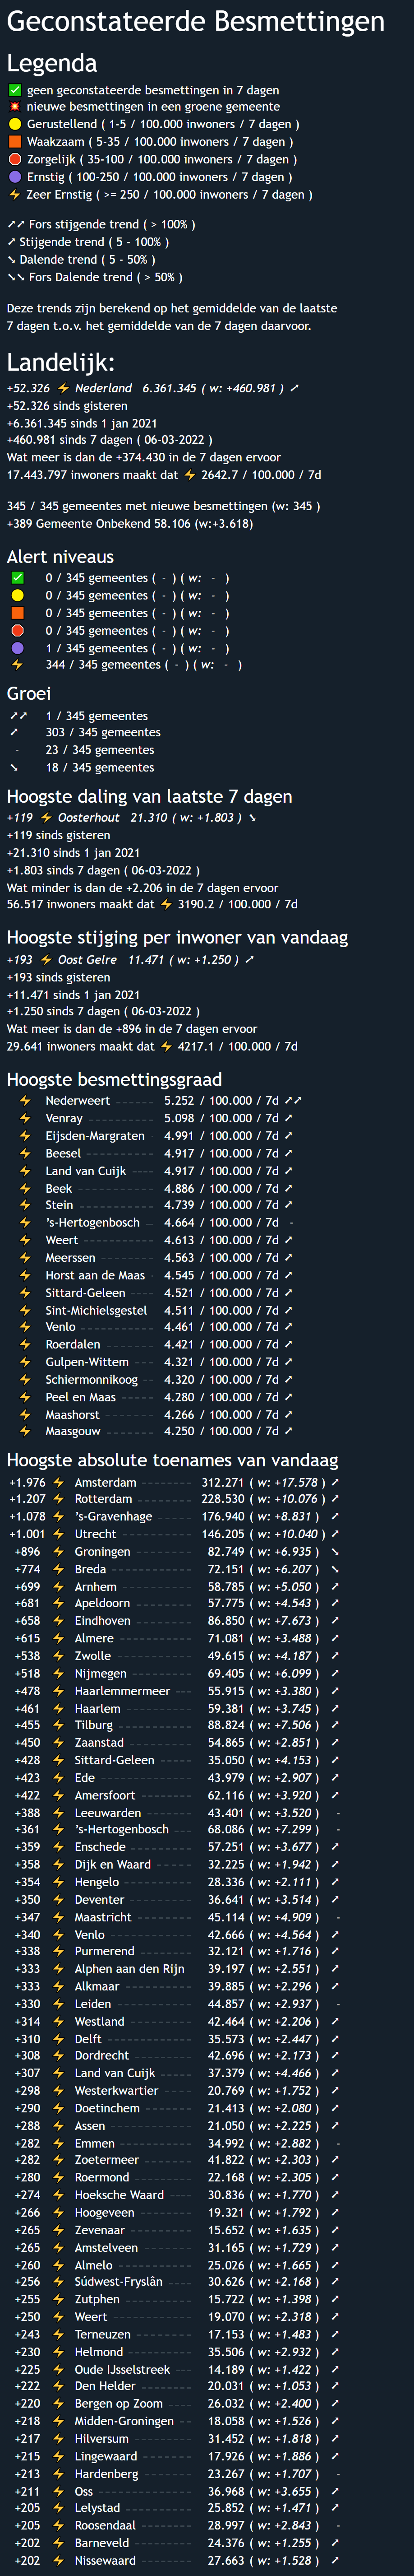 Geconstateerde Besmettingen
Legenda
✅ geen geconstateerde besmettingen in 7 dagen
💥 nieuwe besmettingen in een groene gemeente
🟡 Gerustellend ( 1-5 / 100.000 inwoners / 7 dagen )
🟧 Waakzaam ( 5-35 / 100.000 inwoners / 7 dagen )
🛑 Zorgelijk ( 35-100 / 100.000 inwoners / 7 dagen )
🟣 Ernstig ( 100-250 / 100.000 inwoners / 7 dagen )
⚡ Zeer Ernstig ( >= 250 / 100.000 inwoners / 7 dagen )
➚➚ Fors stijgende trend ( > 100% )
➚ Stijgende trend ( 5 - 100% )
➘ Dalende trend ( 5 - 50% )
➘➘ Fors Dalende trend ( > 50% )
Deze trends zijn berekend op het gemiddelde van de laatste
7 dagen t.o.v. het gemiddelde van de 7 dagen daarvoor.
Landelijk:
+52.326 ⚡ Nederland 6.361.345 ( w: +460.981 ) ➚
+52.326 sinds gisteren
+6.361.345 sinds 1 jan 2021
+460.981 sinds 7 dagen ( 06-03-2022 )
Wat meer is dan de +374.430 in de 7 dagen ervoor
17.443.797 inwoners maakt dat ⚡ 2642.7 / 100.000 / 7d
345 / 345 gemeentes met nieuwe besmettingen (w: 345 )
+389 Gemeente Onbekend 58.106 (w:+3.618)
Alert niveaus
✅ 0 / 345 gemeentes ( - ) ( w: - )
🟡 0 / 345 gemeentes ( - ) ( w: - )
🟧 0 / 345 gemeentes ( - ) ( w: - )
🛑 0 / 345 gemeentes ( - ) ( w: - )
🟣 1 / 345 gemeentes ( - ) ( w: - )
⚡ 344 / 345 gemeentes ( - ) ( w: - )
Groei
➚➚ 1 / 345 gemeentes
➚ 303 / 345 gemeentes
- 23 / 345 gemeentes
➘ 18 / 345 gemeentes
Hoogste daling van laatste 7 dagen
+119 ⚡ Oosterhout 21.310 ( w: +1.803 ) ➘
+119 sinds gisteren
+21.310 sinds 1 jan 2021
+1.803 sinds 7 dagen ( 06-03-2022 )
Wat minder is dan de +2.206 in de 7 dagen ervoor
56.517 inwoners maakt dat ⚡ 3190.2 / 100.000 / 7d
Hoogste stijging per inwoner van vandaag
+193 ⚡ Oost Gelre 11.471 ( w: +1.250 ) ➚
+193 sinds gisteren
+11.471 sinds 1 jan 2021
+1.250 sinds 7 dagen ( 06-03-2022 )
Wat meer is dan de +896 in de 7 dagen ervoor
29.641 inwoners maakt dat ⚡ 4217.1 / 100.000 / 7d
Hoogste besmettingsgraad
⚡ Nederweert 5.252 / 100.000 / 7d ➚➚
⚡ Venray 5.098 / 100.000 / 7d ➚
⚡ Eijsden-Margraten 4.991 / 100.000 / 7d ➚
⚡ Beesel 4.917 / 100.000 / 7d ➚
⚡ Land van Cuijk 4.917 / 100.000 / 7d ➚
⚡ Beek 4.886 / 100.000 / 7d ➚
⚡ Stein 4.739 / 100.000 / 7d ➚
⚡ 's-Hertogenbosch 4.664 / 100.000 / 7d -
⚡ Weert 4.613 / 100.000 / 7d ➚
⚡ Meerssen 4.563 / 100.000 / 7d ➚
⚡ Horst aan de Maas 4.545 / 100.000 / 7d ➚
⚡ Sittard-Geleen 4.521 / 100.000 / 7d ➚
⚡ Sint-Michielsgestel 4.511 / 100.000 / 7d ➚
⚡ Venlo 4.461 / 100.000 / 7d ➚
⚡ Roerdalen 4.421 / 100.000 / 7d ➚
⚡ Gulpen-Wittem 4.321 / 100.000 / 7d ➚
⚡ Schiermonnikoog 4.320 / 100.000 / 7d ➚
⚡ Peel en Maas 4.280 / 100.000 / 7d ➚
⚡ Maashorst 4.266 / 100.000 / 7d ➚
⚡ Maasgouw 4.250 / 100.000 / 7d ➚
Hoogste absolute toenames van vandaag
+1.976 ⚡ Amsterdam 312.271 ( w: +17.578 ) ➚
+1.207 ⚡ Rotterdam 228.530 ( w: +10.076 ) ➚
+1.078 ⚡ 's-Gravenhage 176.940 ( w: +8.831 ) ➚
+1.001 ⚡ Utrecht 146.205 ( w: +10.040 ) ➚
+896 ⚡ Groningen 82.749 ( w: +6.935 ) ➘
+774 ⚡ Breda 72.151 ( w: +6.207 ) ➘
+699 ⚡ Arnhem 58.785 ( w: +5.050 ) ➚
+681 ⚡ Apeldoorn 57.775 ( w: +4.543 ) ➚
+658 ⚡ Eindhoven 86.850 ( w: +7.673 ) ➚
+615 ⚡ Almere 71.081 ( w: +3.488 ) ➚
+538 ⚡ Zwolle 49.615 ( w: +4.187 ) ➚
+518 ⚡ Nijmegen 69.405 ( w: +6.099 ) ➚
+478 ⚡ Haarlemmermeer 55.915 ( w: +3.380 ) ➚
+461 ⚡ Haarlem 59.381 ( w: +3.745 ) ➚
+455 ⚡ Tilburg 88.824 ( w: +7.506 ) ➚
+450 ⚡ Zaanstad 54.865 ( w: +2.851 ) ➚
+428 ⚡ Sittard-Geleen 35.050 ( w: +4.153 ) ➚
+423 ⚡ Ede 43.979 ( w: +2.907 ) ➚
+422 ⚡ Amersfoort 62.116 ( w: +3.920 ) ➚
+388 ⚡ Leeuwarden 43.401 ( w: +3.520 ) -
+361 ⚡ 's-Hertogenbosch 68.086 ( w: +7.299 ) -
+359 ⚡ Enschede 57.251 ( w: +3.677 ) ➚
+358 ⚡ Dijk en Waard 32.225 ( w: +1.942 ) ➚
+354 ⚡ Hengelo 28.336 ( w: +2.111 ) ➚
+350 ⚡ Deventer 36.641 ( w: +3.514 ) ➚
+347 ⚡ Maastricht 45.114 ( w: +4.909 ) -
+340 ⚡ Venlo 42.666 ( w: +4.564 ) ➚
+338 ⚡ Purmerend 32.121 ( w: +1.716 ) ➚
+333 ⚡ Alphen aan den Rijn 39.197 ( w: +2.551 ) ➚
+333 ⚡ Alkmaar 39.885 ( w: +2.296 ) ➚
+330 ⚡ Leiden 44.857 ( w: +2.937 ) -
+314 ⚡ Westland 42.464 ( w: +2.206 ) ➚
+310 ⚡ Delft 35.573 ( w: +2.447 ) ➚
+308 ⚡ Dordrecht 42.696 ( w: +2.173 ) ➚
+307 ⚡ Land van Cuijk 37.379 ( w: +4.466 ) ➚
+298 ⚡ Westerkwartier 20.769 ( w: +1.752 ) ➚
+290 ⚡ Doetinchem 21.413 ( w: +2.080 ) ➚
+288 ⚡ Assen 21.050 ( w: +2.225 ) ➚
+282 ⚡ Emmen 34.992 ( w: +2.882 ) -
+282 ⚡ Zoetermeer 41.822 ( w: +2.303 ) ➚
+280 ⚡ Roermond 22.168 ( w: +2.305 ) ➚
+274 ⚡ Hoeksche Waard 30.836 ( w: +1.770 ) ➚
+266 ⚡ Hoogeveen 19.321 ( w: +1.792 ) ➚
+265 ⚡ Zevenaar 15.652 ( w: +1.635 ) ➚
+265 ⚡ Amstelveen 31.165 ( w: +1.729 ) ➚
+260 ⚡ Almelo 25.026 ( w: +1.665 ) ➚
+256 ⚡ Súdwest-Fryslân 30.626 ( w: +2.168 ) ➚
+255 ⚡ Zutphen 15.722 ( w: +1.398 ) ➚
+250 ⚡ Weert 19.070 ( w: +2.318 ) ➚
+243 ⚡ Terneuzen 17.153 ( w: +1.483 ) ➚
+230 ⚡ Helmond 35.506 ( w: +2.932 ) ➚
+225 ⚡ Oude IJsselstreek 14.189 ( w: +1.422 ) ➚
+222 ⚡ Den Helder 20.031 ( w: +1.053 ) ➚
+220 ⚡ Bergen op Zoom 26.032 ( w: +2.400 ) ➚
+218 ⚡ Midden-Groningen 18.058 ( w: +1.526 ) ➚
+217 ⚡ Hilversum 31.452 ( w: +1.818 ) ➚
+215 ⚡ Lingewaard 17.926 ( w: +1.886 ) ➚
+213 ⚡ Hardenberg 23.267 ( w: +1.707 ) -
+211 ⚡ Oss 36.968 ( w: +3.655 ) ➚
+205 ⚡ Lelystad 25.852 ( w: +1.471 ) ➚
+205 ⚡ Roosendaal 28.997 ( w: +2.843 ) -
+202 ⚡ Barneveld 24.376 ( w: +1.255 ) ➚
+202 ⚡ Nissewaard 27.663 ( w: +1.528 ) ➚